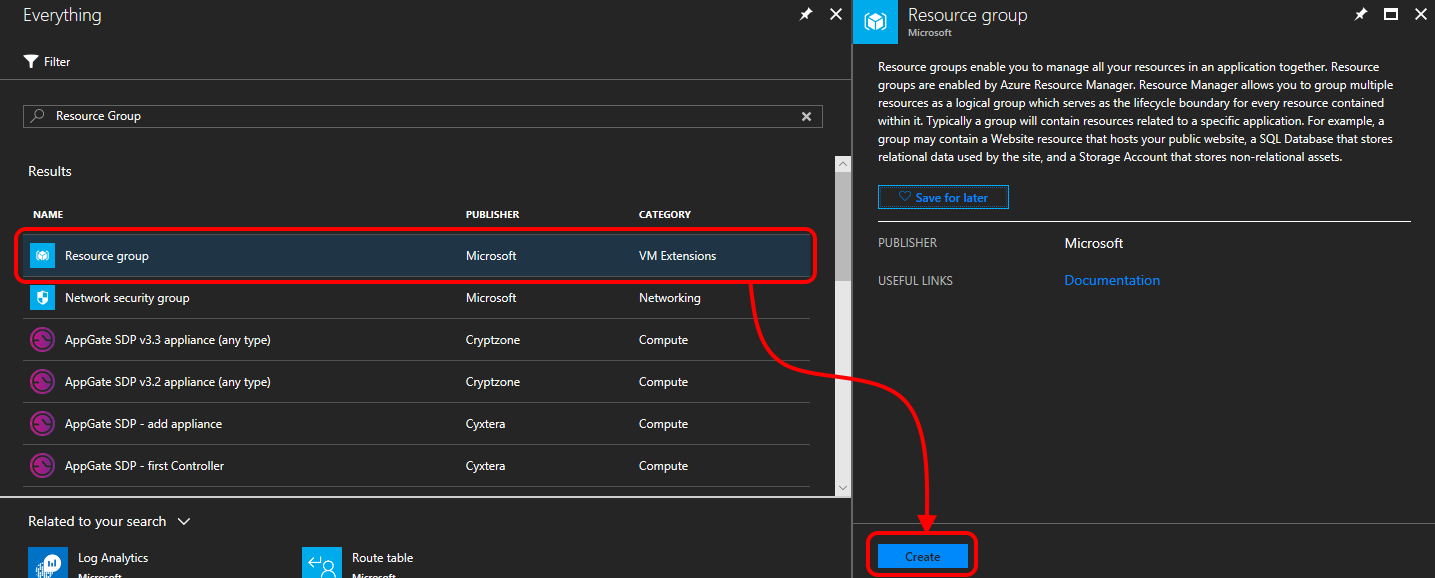 Everything
Filter
Resource Group
Results
NAME PUBLISHER CATEGORY
Resource group Microsoft VM Extensions
Network security group Microsoft Networking
AppGate SDP v3.3 appliance (any type) Cryptzone Compute
AppGate SDP v3.2 appliance (any type) Cryptzone Compute
AppGate SDP - add appliance Cyxtera Compute
AppGate SDP - first Controller Cyxtera Compute
Related to your search
Log Analytics Route table
Microsoft Microsoft
Resource group
Microsoft
Resource groups enable you to manage all your resources in an application together. Resource
groups are enabled by Azure Resource Manager. Resource Manager allows you to group multiple
resources as a logical group which serves as the lifecycle boundary for every resource contained
within it. Typically a group will contain resources related to a specific application. For example, a
group may contain a Website resource that hosts your public website, a SQL Database that stores
relational data used by the site, and a Storage Account that stores non-relational assets.
Save for later
PUBLISHER Microsoft
USEFUL LINKS Documentation
Create